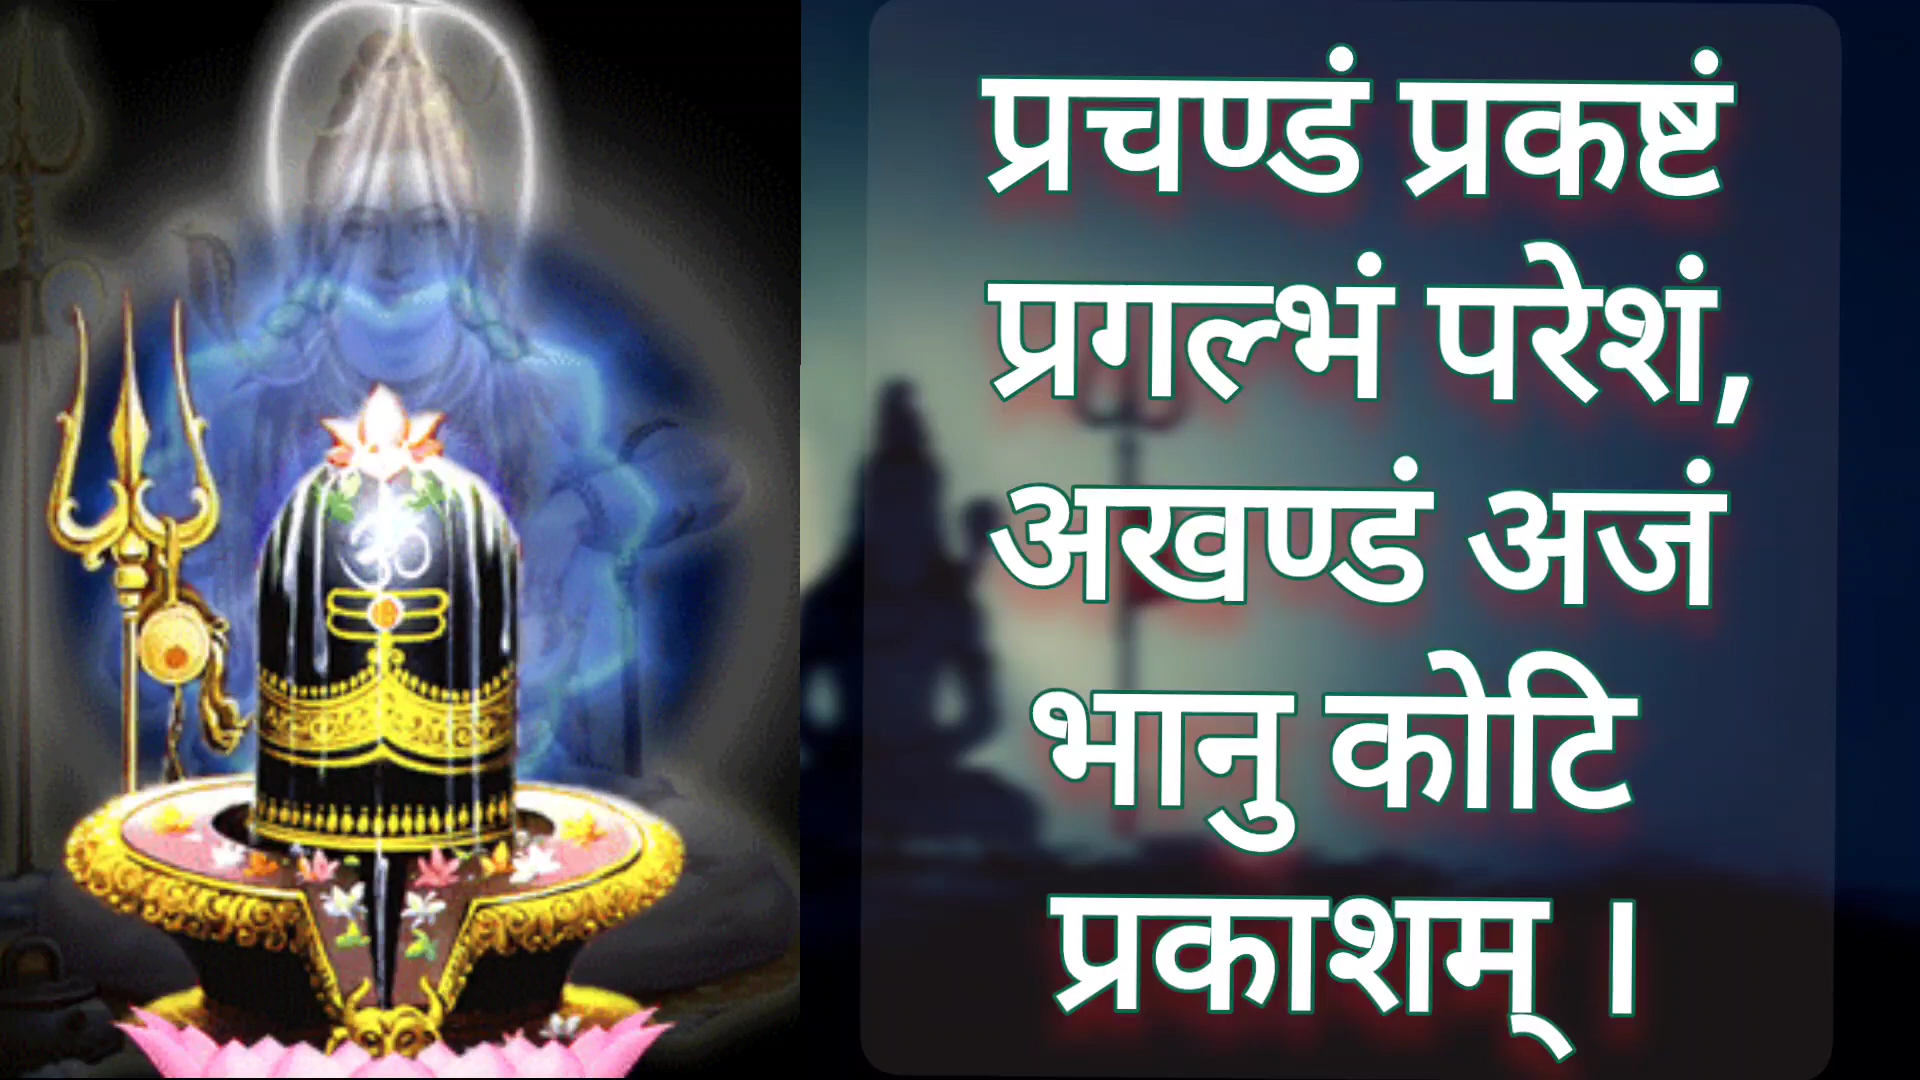 प्रचण्डं प्रकष्टं
प्रगल्भं परेशं,
अखण्डं अजं
भानु कोटि
प्रकाशम् ।
ॐ